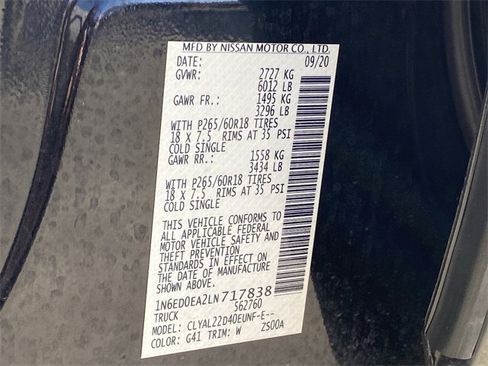 MFD BY NISSAN MOTOR CO., LTD.
DATE: 09/20
GVWR: 2727 KG
6012 LB
GAWR FR.: 1495 KG
3296 LB
WITH P265/60R18 TIRES
18 X 7.5 RIMS AT 35 PSI
COLD SINGLE
GAWR RR.: 1558 KG
3434 LB
WITH P265/60R18 TIRES
18 X 7.5 RIMS AT 35 PSI
COLD SINGLE
THIS VEHICLE CONFORMS TO
ALL APPLICABLE FEDERAL
MOTOR VEHICLE SAFETY AND
THEFT PREVENTION
STANDARDS IN EFFECT ON
THE DATE OF MANUFACTURE
1N6ED0EA2LN717838
TRUCK 562760
MODEL: CLYAL22D40EUNF-E--
COLOR: G41 TRIM: W ZS00A